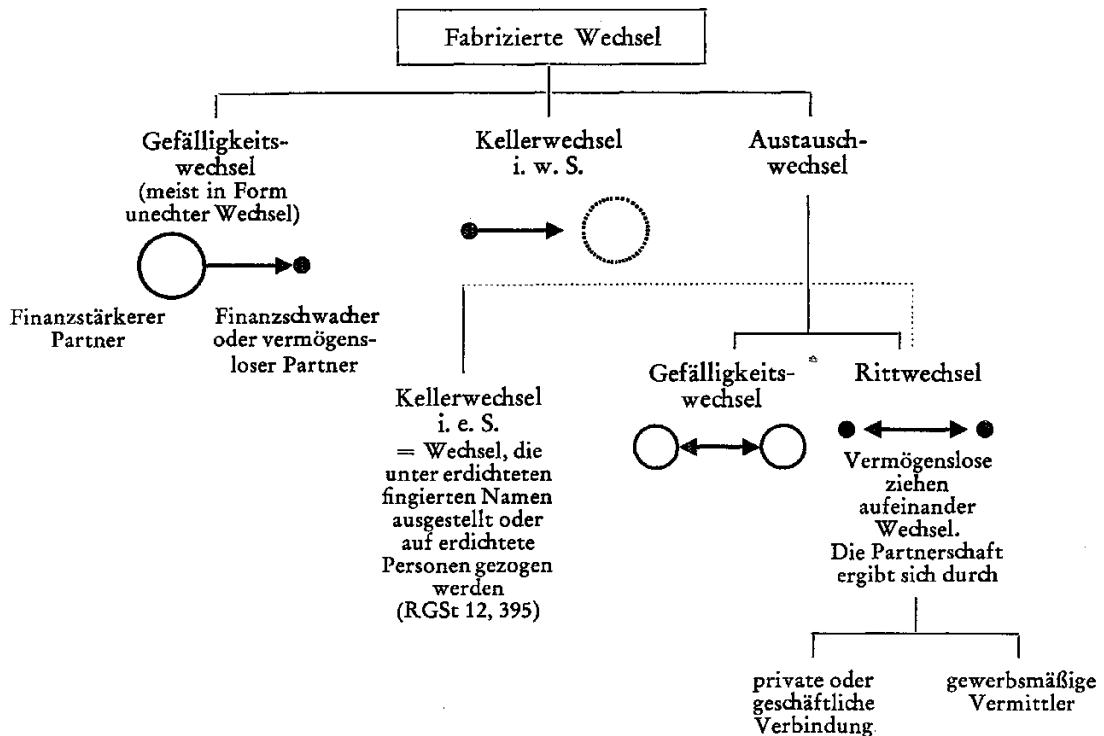 Fabrizierte Wechsel
Gefälligkeits-
wechsel
(meist in Form
unechter Wechsel)
Kellerwechsel
i. w. S.
Austausch-
wechsel
Finanzstärkerer
Partner
Finanzschwacher
oder vermögens-
loser Partner
Kellerwechsel
i. e. S.
= Wechsel, die
unter erdichteten
fingierten Namen
ausgestellt oder
auf erdichtete
Personen gezogen
werden
(RGSt 12, 395)
Gefälligkeits-
wechsel
Rittwechsel
Vermögenslose
ziehen
aufeinander
Wechsel.
Die Partnerschaft
ergibt sich durch
private oder
geschäftliche
Verbindung
gewerbsmäßige
Vermittler